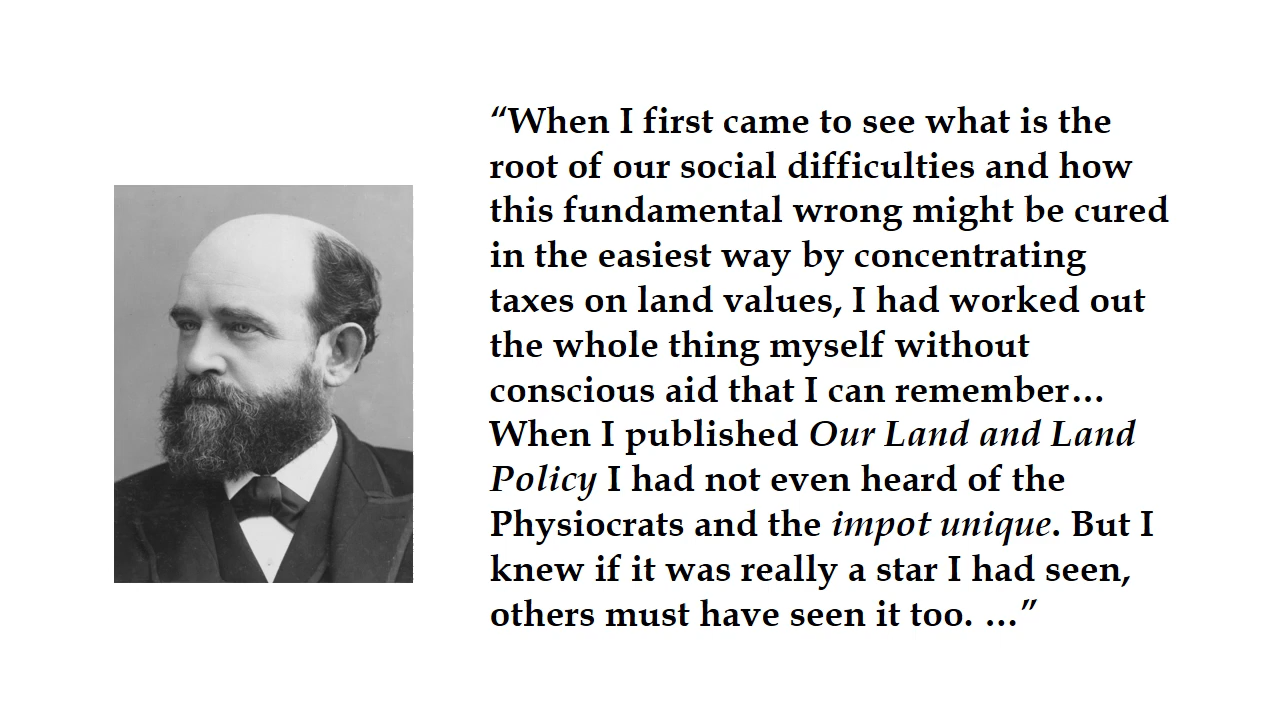 “When I first came to see what is the
root of our social difficulties and how
this fundamental wrong might be cured
in the easiest way by concentrating
taxes on land values, I had worked out
the whole thing myself without
conscious aid that I can remember…
When I published Our Land and Land
Policy I had not even heard of the
Physiocrats and the impot unique. But I
knew if it was really a star I had seen,
others must have seen it too. …”